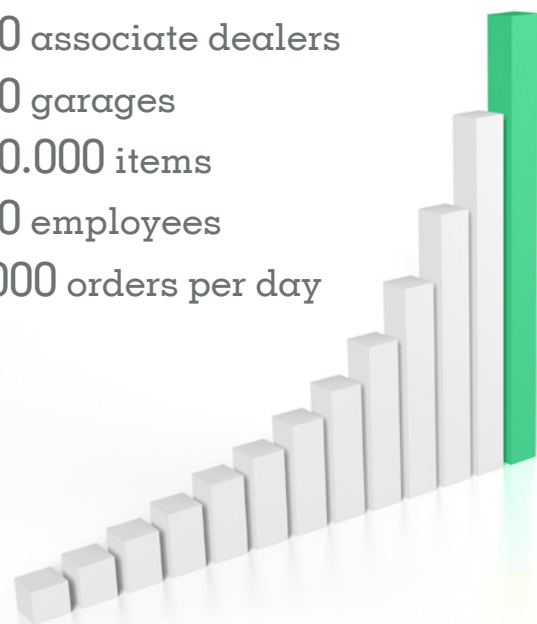 0 associate dealers
0 garages
0.000 items
0 employees
000 orders per day